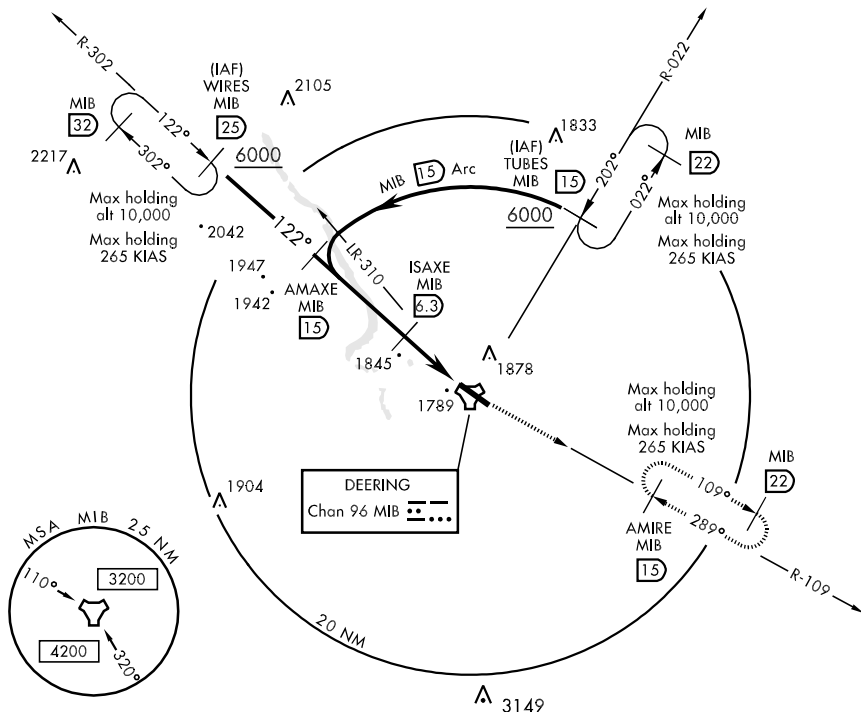 R-302
(IAF)
WIRES
MIB
25
6000
MIB
32
122°
302°
2217
2105
Max holding
alt 10,000
Max holding
265 KIAS
2042
1947
1942
122°
AMAXE
MIB
15
LR-310
MIB 15 Arc
ISAXE
MIB
6.3
1833
(IAF)
TUBES
MIB
15
6000
R-022
MIB
22
202°
022°
Max holding
alt 10,000
Max holding
265 KIAS
1845
1789
1878
DEERING
Chan 96 MIB
1904
Max holding
alt 10,000
Max holding
265 KIAS
MIB
22
109°
289°
AMIRE
MIB
15
R-109
MSA MIB 25 NM
110°
3200
4200
320°
20 NM
3149